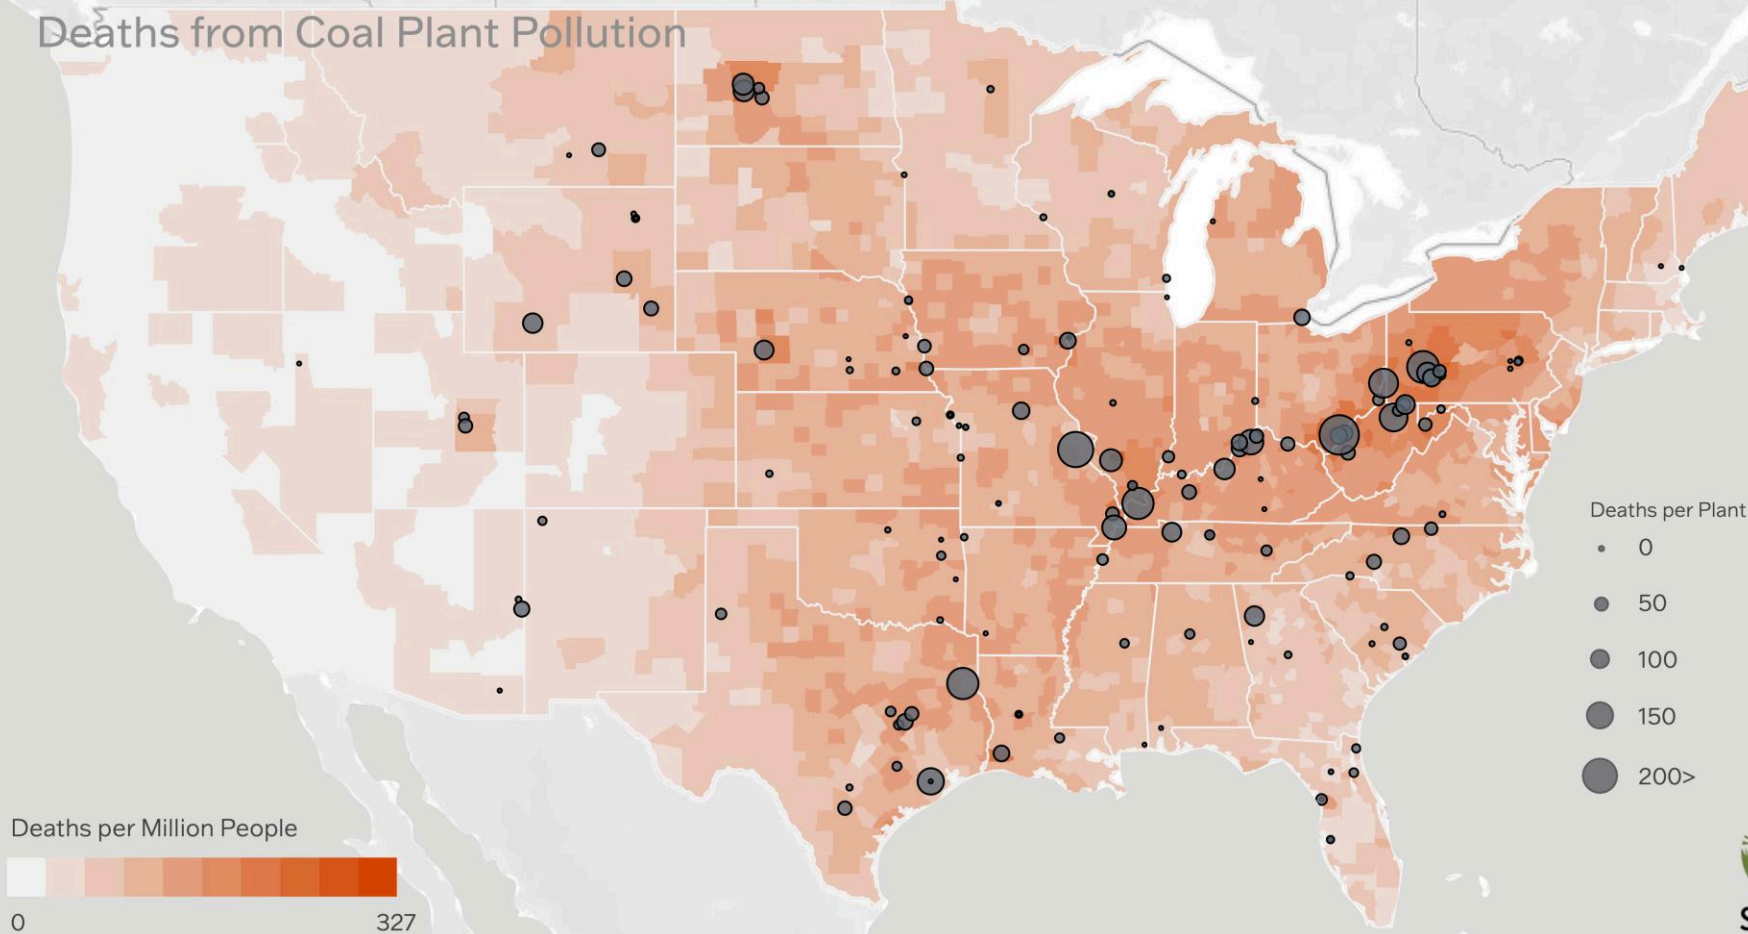 Deaths from Coal Plant Pollution
Deaths per Plant
0
50
100
150
200>
Deaths per Million People
0
327
S